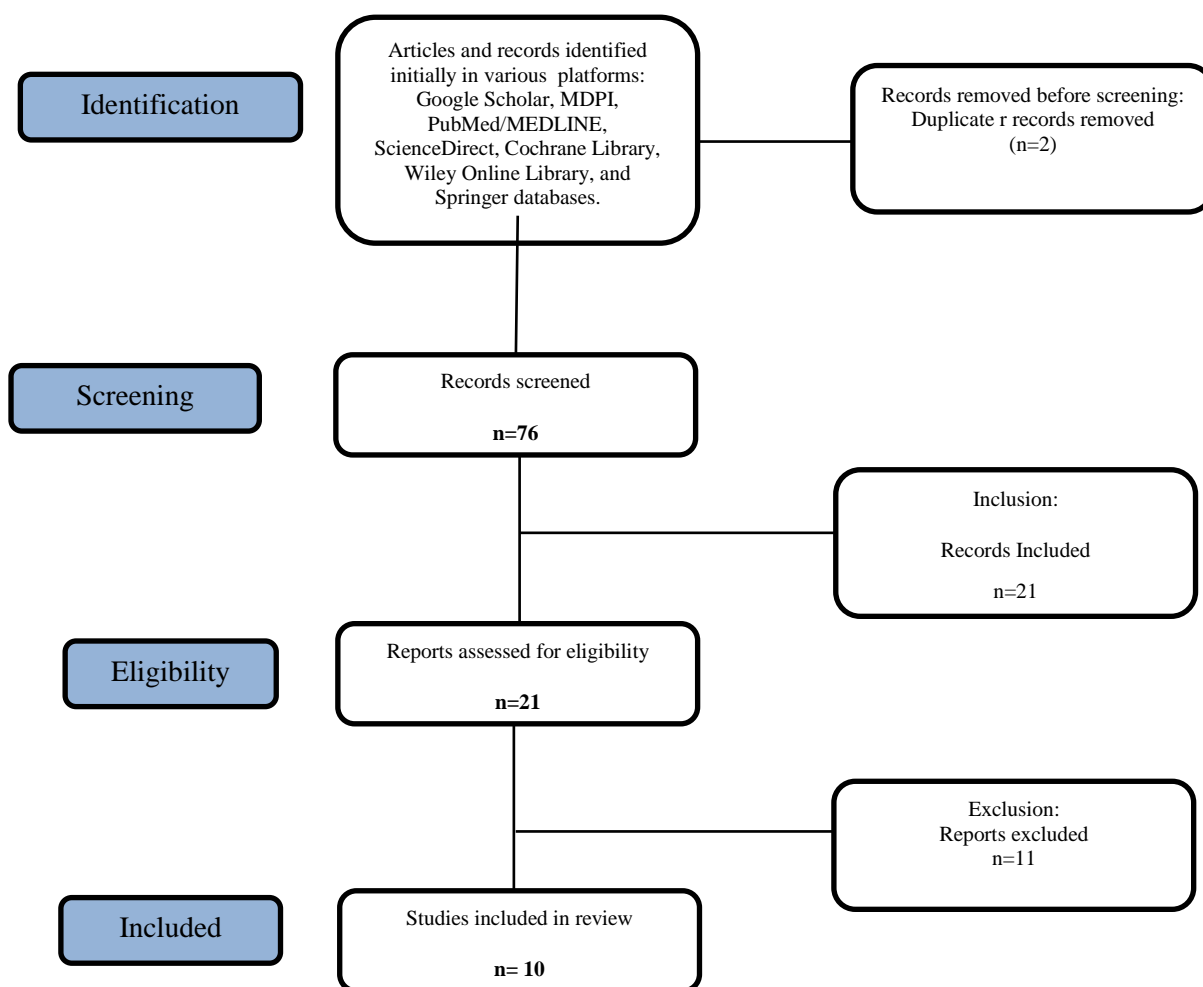 Identification
Articles and records identified
initially in various platforms:
Google Scholar, MDPI,
PubMed/MEDLINE,
ScienceDirect, Cochrane Library,
Wiley Online Library, and
Springer databases.
Records removed before screening:
Duplicate r records removed
(n=2)
Screening
Records screened
n=76
Inclusion:
Records Included
n=21
Eligibility
Reports assessed for eligibility
n=21
Exclusion:
Reports excluded
n=11
Included
Studies included in review
n= 10